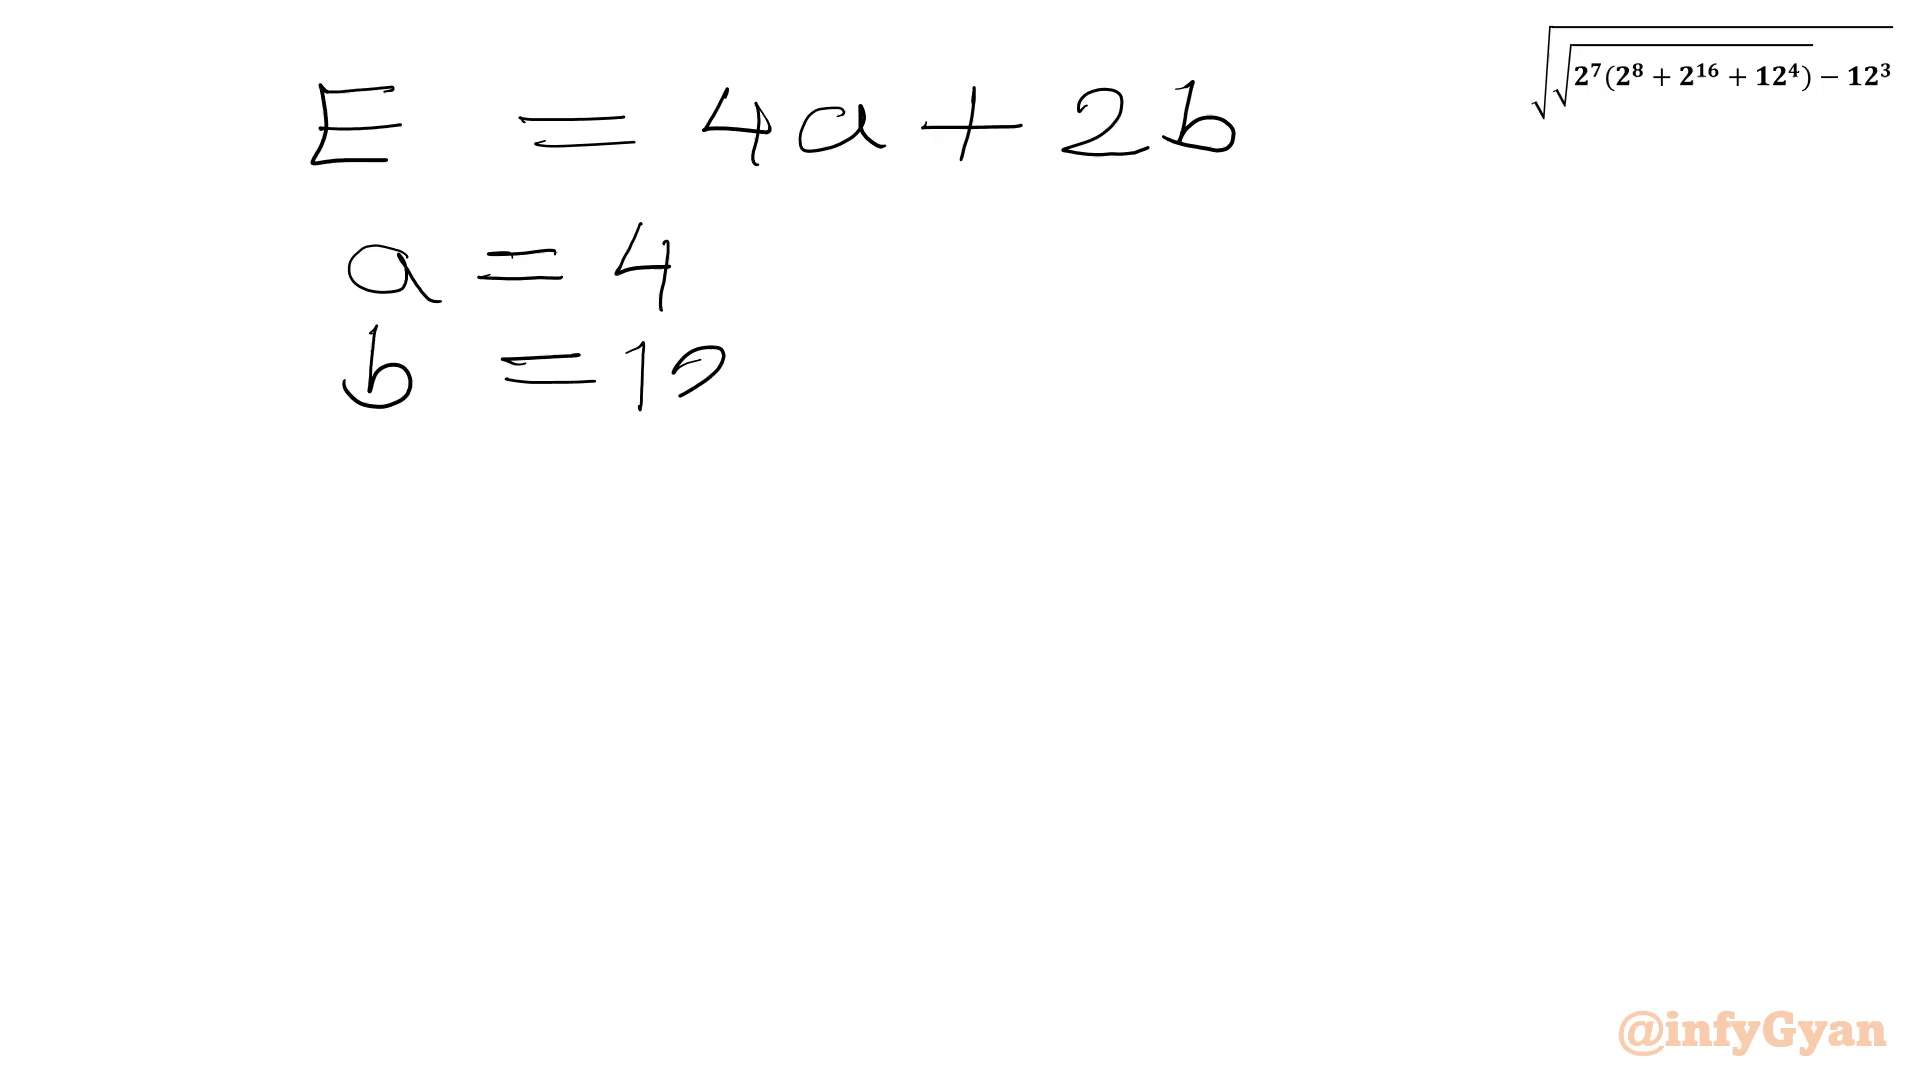 √(√(2⁷(2⁸ + 2¹⁶ + 12⁴)) − 12³)
E = 4a + 2b
a = 4
b = 12
@infyGyan